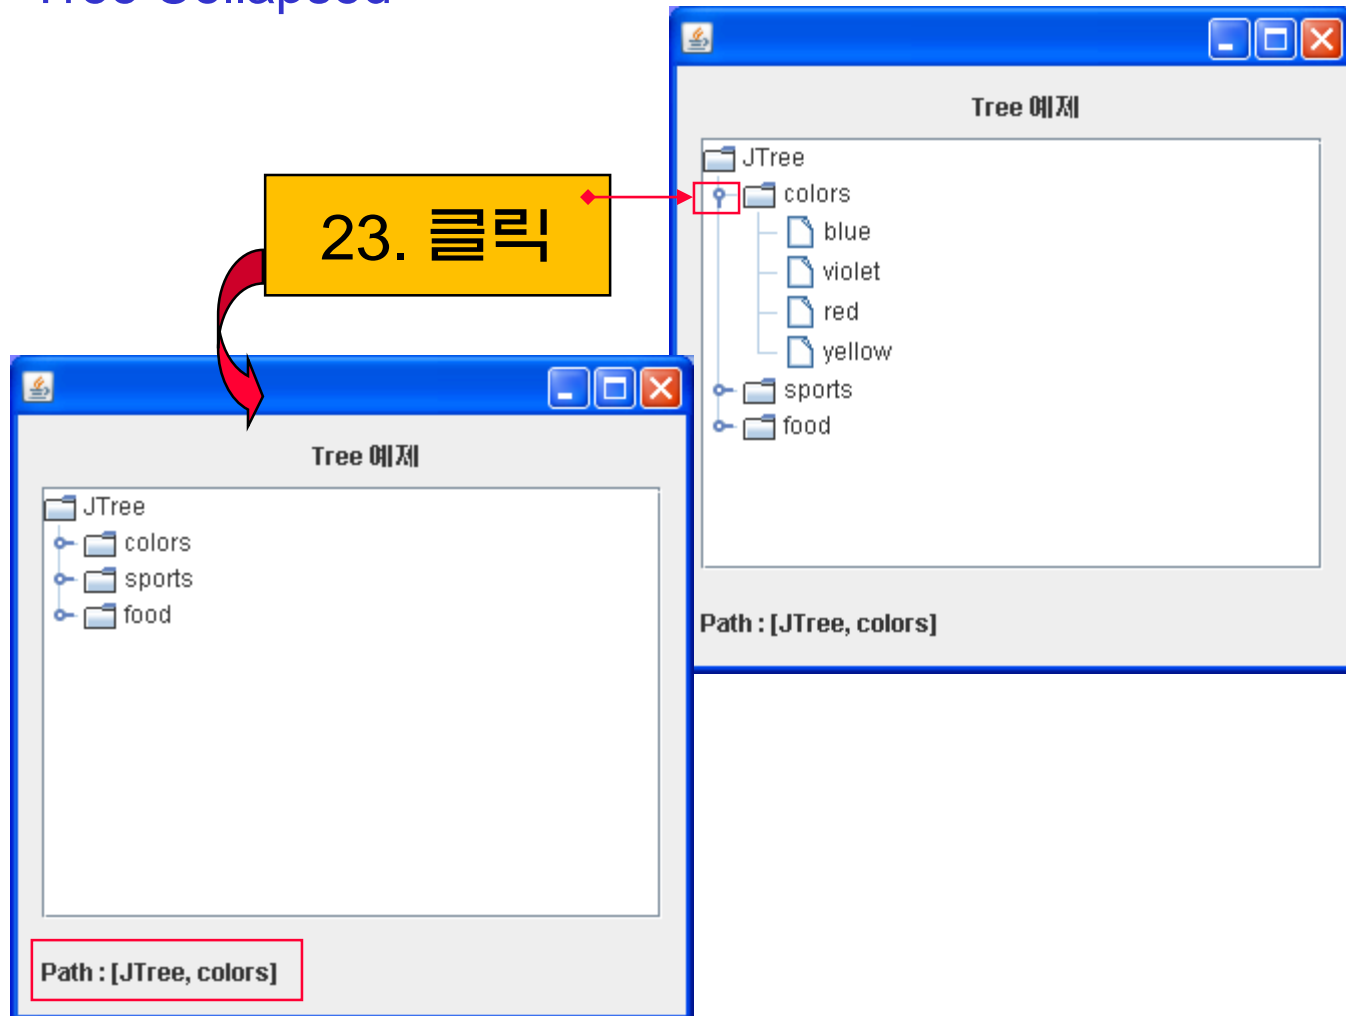 Tree Collapsed
Tree 예제
JTree
colors
blue
violet
red
yellow
sports
food
Path : [JTree, colors]
23. 클릭
Tree 예제
JTree
colors
sports
food
Path : [JTree, colors]